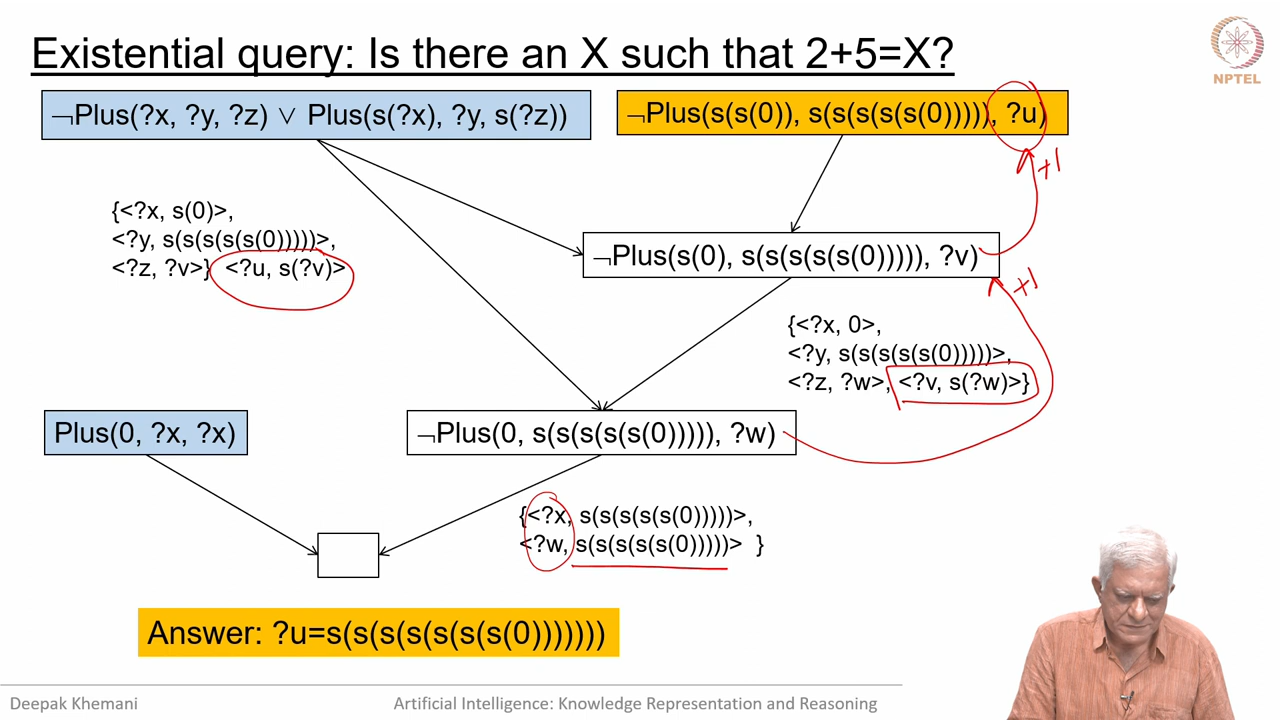 Existential query: Is there an X such that 2+5=X?
NPTEL
¬Plus(?x, ?y, ?z) ∨ Plus(s(?x), ?y, s(?z))
¬Plus(s(s(0)), s(s(s(s(s(0))))), ?u)
+1
{<?x, s(0)>,
<?y, s(s(s(s(s(0)))))>,
<?z, ?v>} <?u, s(?v)>
¬Plus(s(0), s(s(s(s(s(0))))), ?v)
+1
{<?x, 0>,
<?y, s(s(s(s(s(0)))))>,
<?z, ?w>, <?v, s(?w)>}
Plus(0, ?x, ?x)
¬Plus(0, s(s(s(s(s(0))))), ?w)
{<?x, s(s(s(s(s(0)))))>,
<?w, s(s(s(s(s(0)))))> }
Answer: ?u=s(s(s(s(s(s(s(0)))))))
Deepak Khemani
Artificial Intelligence: Knowledge Representation and Reasoning